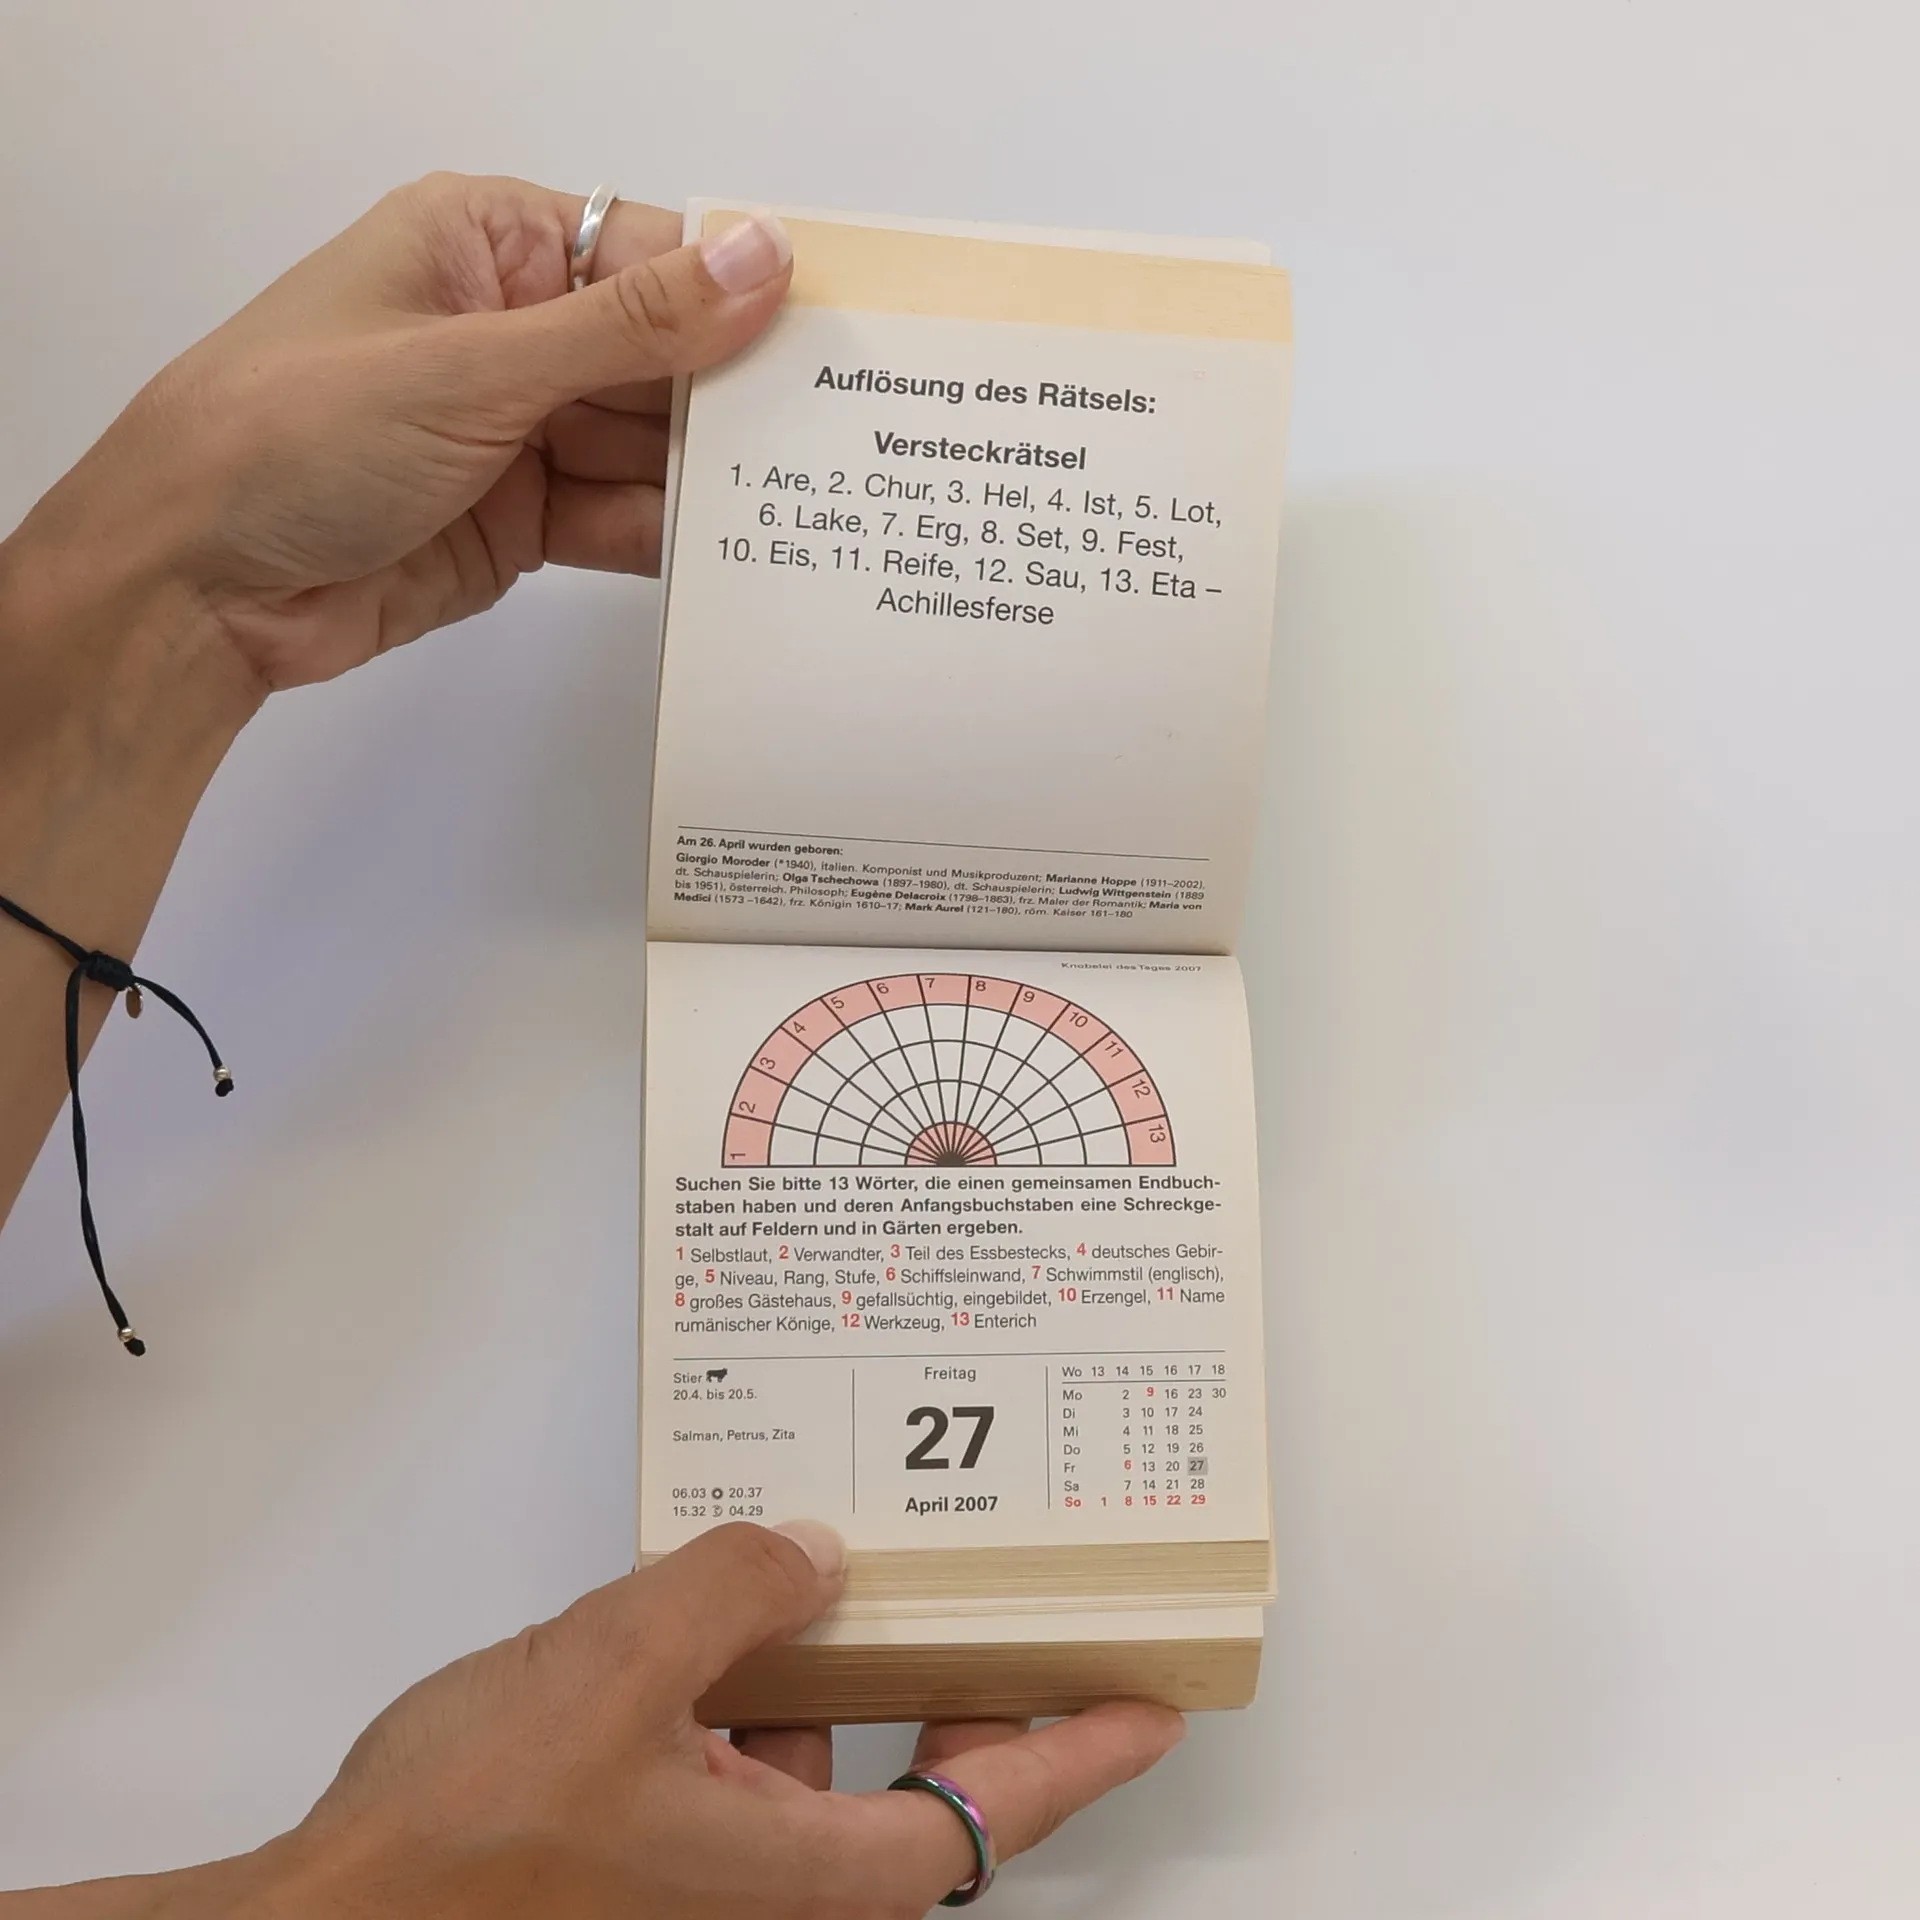 Auflösung des Rätsels:
Versteckrätsel
1. Are, 2. Chur, 3. Hel, 4. Ist, 5. Lot,
6. Lake, 7. Erg, 8. Set, 9. Fest,
10. Eis, 11. Reife, 12. Sau, 13. Eta –
Achillesferse
Am 26. April wurden geboren:
Giorgio Moroder (*1940), italien. Komponist und Musikproduzent; Marianne Hoppe (1911–2002),
dt. Schauspielerin; Olga Tschechowa (1897–1980), dt. Schauspielerin; Ludwig Wittgenstein (1889
bis 1951), österreich. Philosoph; Eugène Delacroix (1798–1863), frz. Maler der Romantik; Maria von
Medici (1573–1642), frz. Königin 1610–17; Mark Aurel (121–180), röm. Kaiser 161–180
Knobelei des Tages 2007
1 2 3 4 5 6 7 8 9 10 11 12 13
Suchen Sie bitte 13 Wörter, die einen gemeinsamen Endbuch-
staben haben und deren Anfangsbuchstaben eine Schreckge-
stalt auf Feldern und in Gärten ergeben.
1 Selbstlaut, 2 Verwandter, 3 Teil des Essbestecks, 4 deutsches Gebir-
ge, 5 Niveau, Rang, Stufe, 6 Schiffsleinwand, 7 Schwimmstil (englisch),
8 großes Gästehaus, 9 gefallsüchtig, eingebildet, 10 Erzengel, 11 Name
rumänischer Könige, 12 Werkzeug, 13 Enterich
Stier
20.4. bis 20.5.
Salman, Petrus, Zita
06.03 20.37
15.32 04.29
Freitag
27
April 2007
Wo 13 14 15 16 17 18
Mo 2 9 16 23 30
Di 3 10 17 24
Mi 4 11 18 25
Do 5 12 19 26
Fr 6 13 20 27
Sa 7 14 21 28
So 1 8 15 22 29